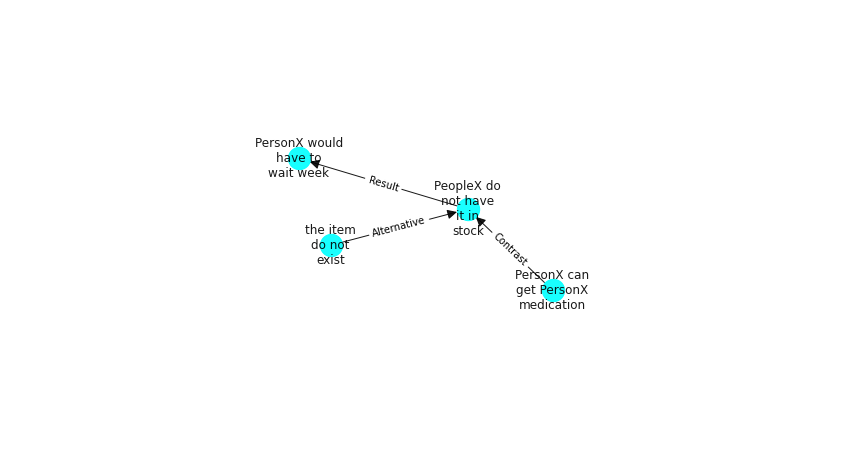 PersonX would
have to
wait week
Result
PeopleX do
not have
it in
stock
Alternative
the item
do not
exist
Contrast
PersonX can
get PersonX
medication